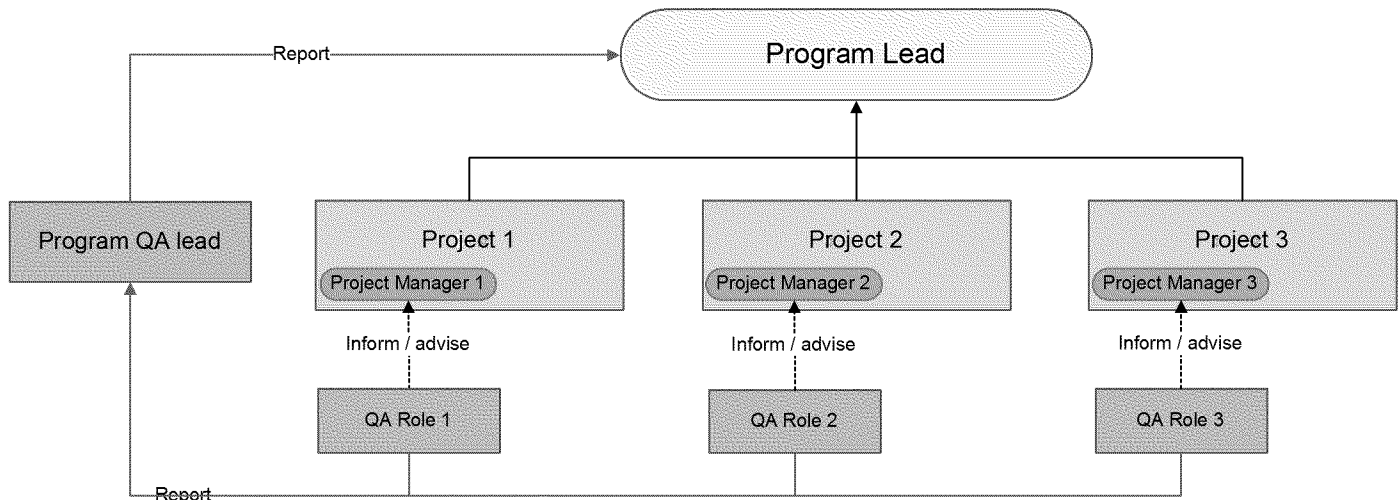 Report
Program Lead
Program QA lead
Project 1
Project 2
Project 3
Project Manager 1
Project Manager 2
Project Manager 3
Inform / advise
Inform / advise
Inform / advise
QA Role 1
QA Role 2
QA Role 3
Report